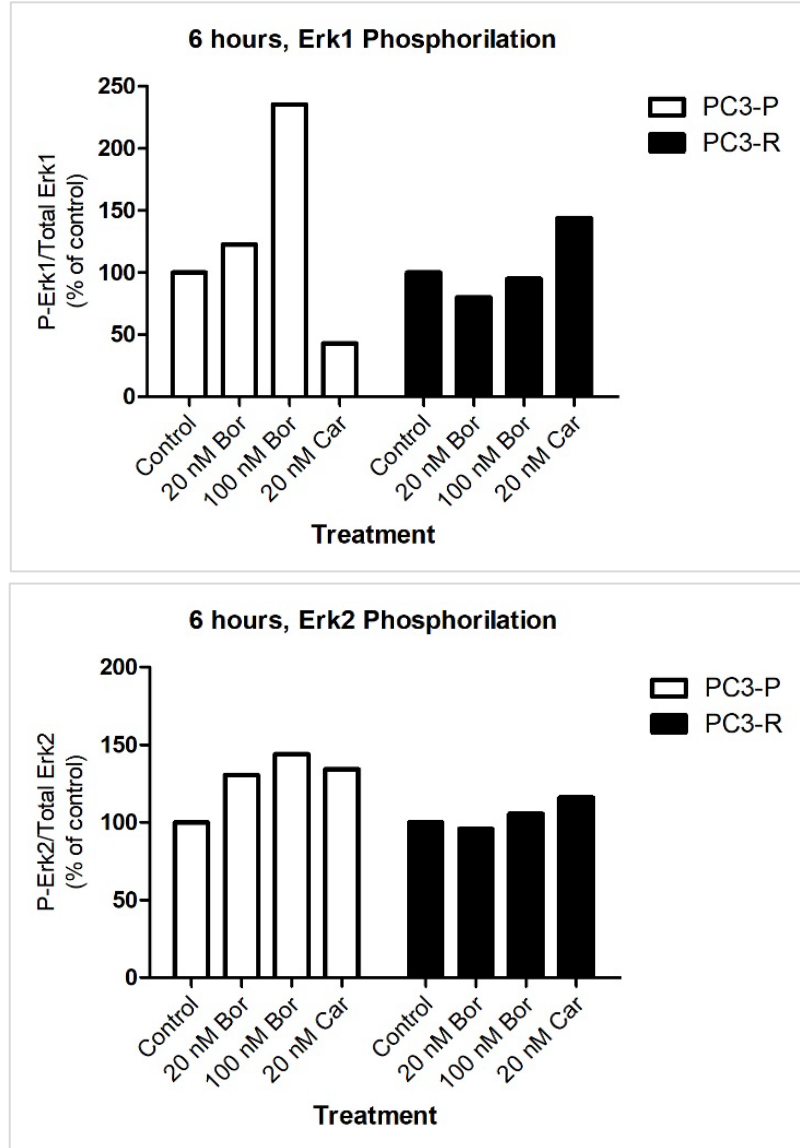 6 hours, Erk1 Phosphorilation
PC3-P
PC3-R
P-Erk1/Total Erk1
(% of control)
250
200
150
100
50
0
Control
20 nM Bor
100 nM Bor
20 nM Car
Control
20 nM Bor
100 nM Bor
20 nM Car
Treatment
6 hours, Erk2 Phosphorilation
PC3-P
PC3-R
P-Erk2/Total Erk2
(% of control)
200
150
100
50
0
Control
20 nM Bor
100 nM Bor
20 nM Car
Control
20 nM Bor
100 nM Bor
20 nM Car
Treatment